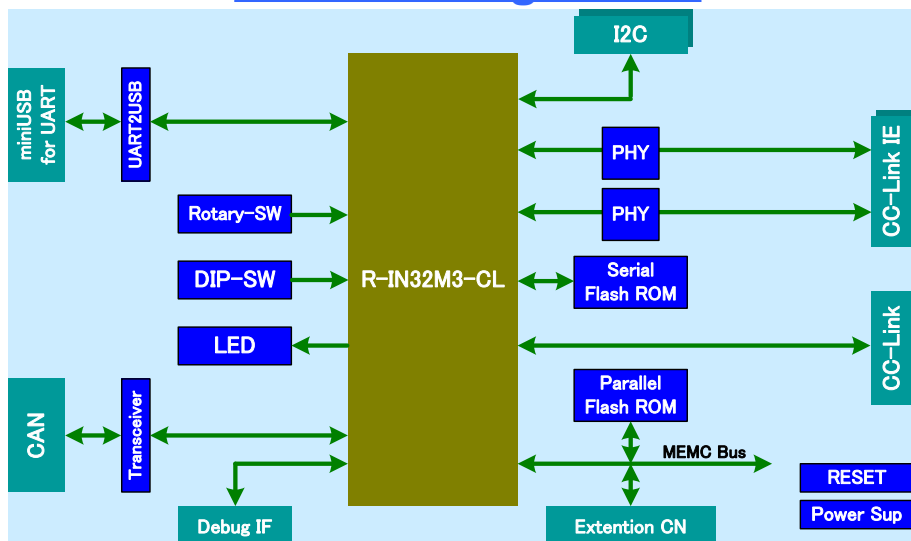 I2C
miniUSB
for UART
UART2USB
PHY
CC-Link IE
Rotary-SW
PHY
DIP-SW
R-IN32M3-CL
Serial
Flash ROM
LED
CC-Link
CAN
Transceiver
Parallel
Flash ROM
MEMC Bus
RESET
Debug IF
Extention CN
Power Sup